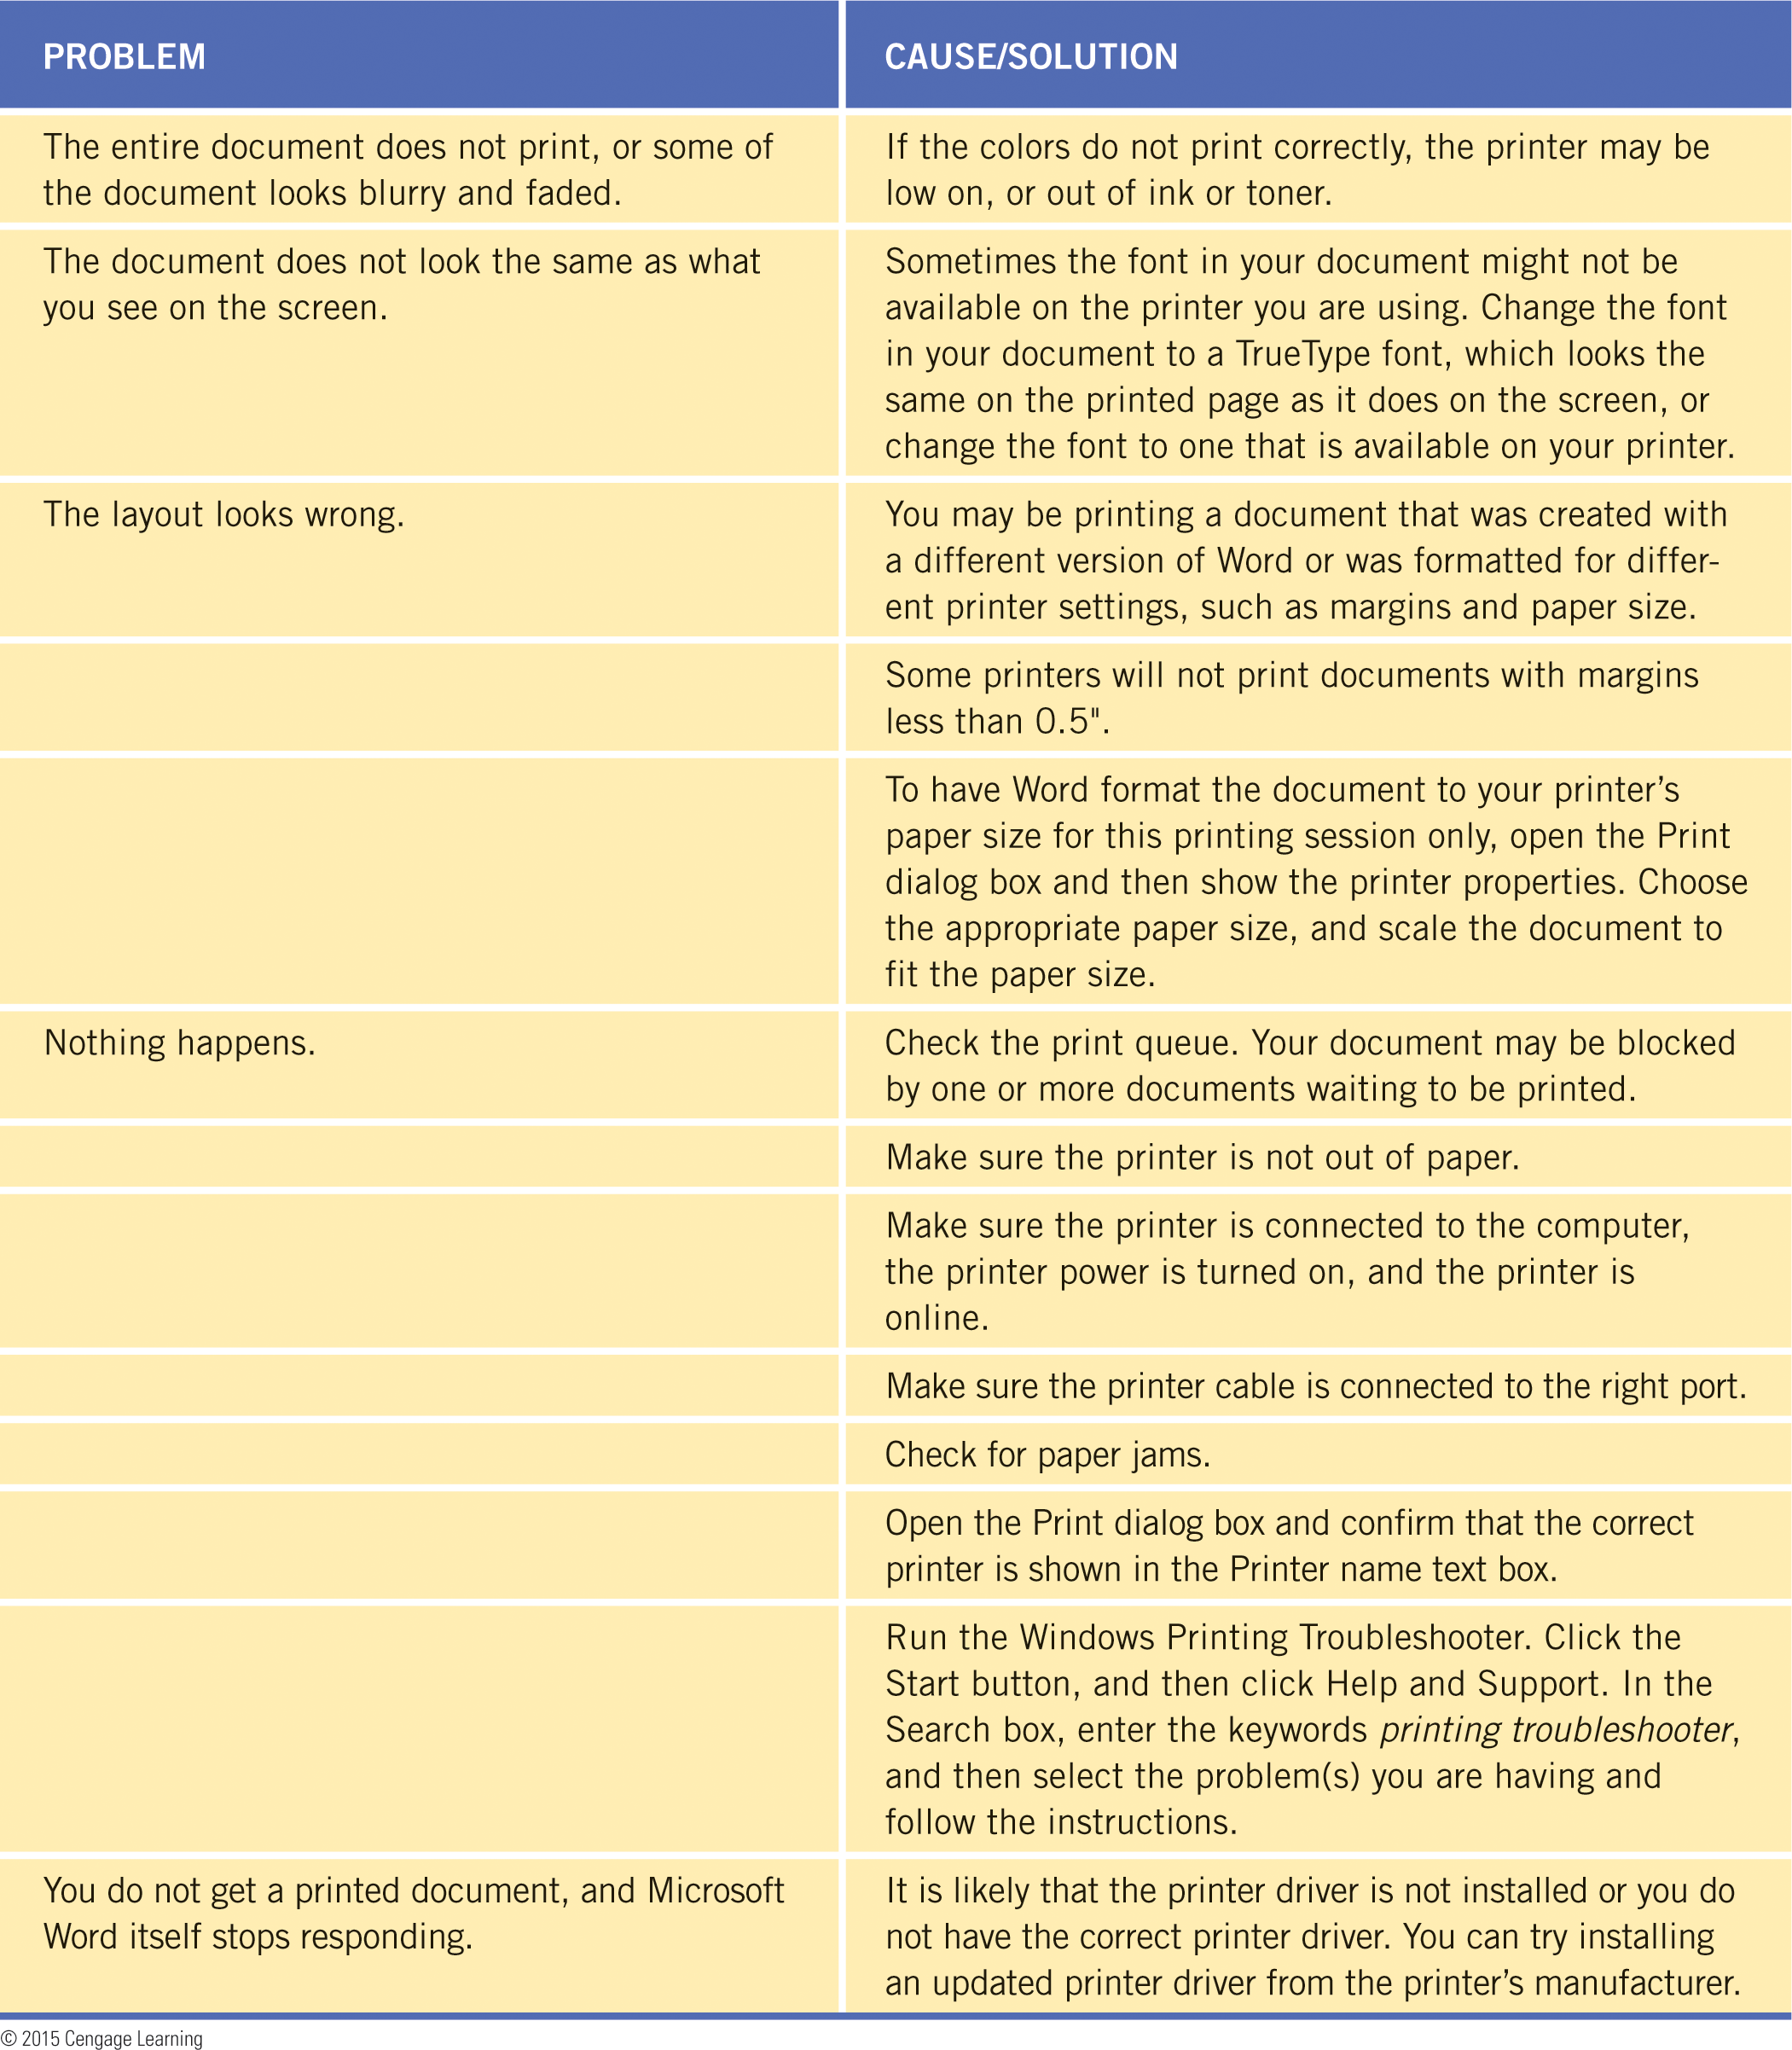 PROBLEM
CAUSE/SOLUTION
The entire document does not print, or some of
the document looks blurry and faded.
If the colors do not print correctly, the printer may be
low on, or out of ink or toner.
The document does not look the same as what
you see on the screen.
Sometimes the font in your document might not be
available on the printer you are using. Change the font
in your document to a TrueType font, which looks the
same on the printed page as it does on the screen, or
change the font to one that is available on your printer.
The layout looks wrong.
You may be printing a document that was created with
a different version of Word or was formatted for differ-
ent printer settings, such as margins and paper size.
Some printers will not print documents with margins
less than 0.5".
To have Word format the document to your printer’s
paper size for this printing session only, open the Print
dialog box and then show the printer properties. Choose
the appropriate paper size, and scale the document to
fit the paper size.
Nothing happens.
Check the print queue. Your document may be blocked
by one or more documents waiting to be printed.
Make sure the printer is not out of paper.
Make sure the printer is connected to the computer,
the printer power is turned on, and the printer is
online.
Make sure the printer cable is connected to the right port.
Check for paper jams.
Open the Print dialog box and confirm that the correct
printer is shown in the Printer name text box.
Run the Windows Printing Troubleshooter. Click the
Start button, and then click Help and Support. In the
Search box, enter the keywords printing troubleshooter,
and then select the problem(s) you are having and
follow the instructions.
You do not get a printed document, and Microsoft
Word itself stops responding.
It is likely that the printer driver is not installed or you do
not have the correct printer driver. You can try installing
an updated printer driver from the printer’s manufacturer.
© 2015 Cengage Learning